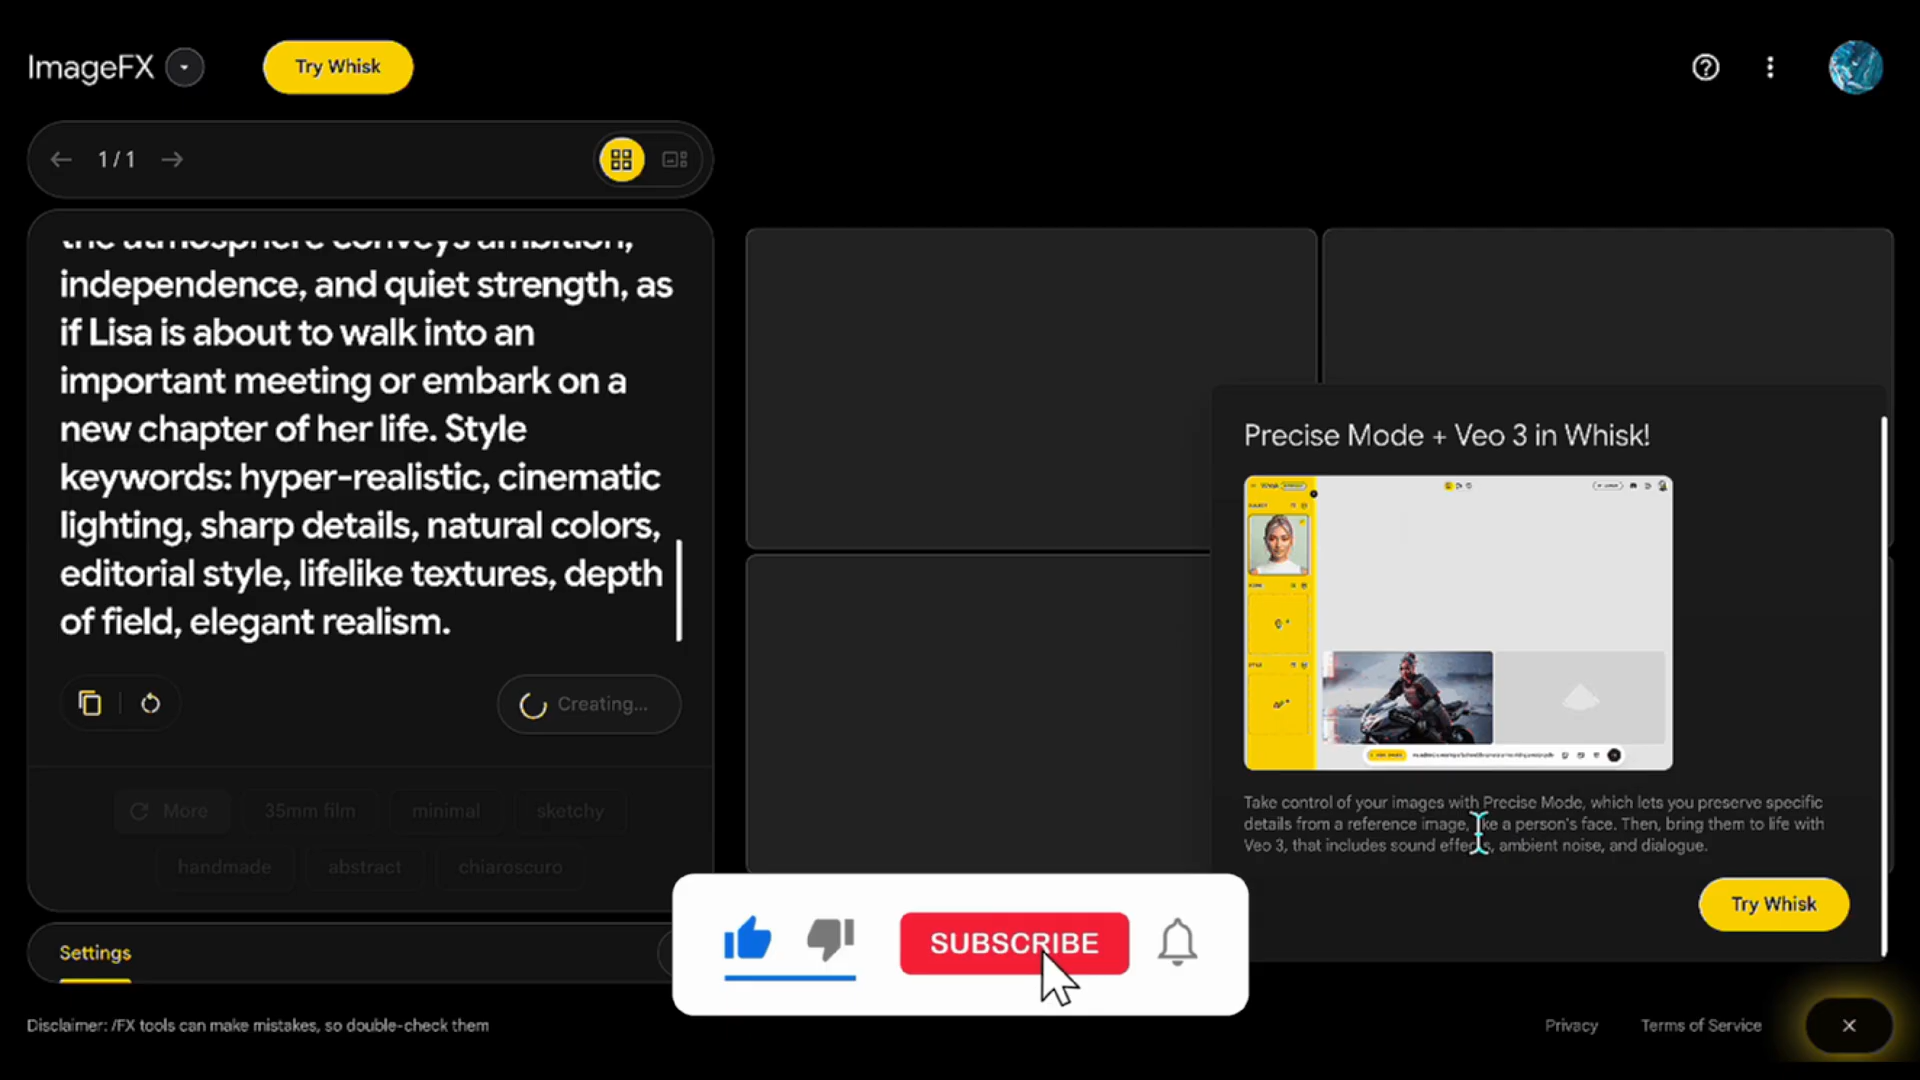 ImageFX
Try Whisk
1 / 1
the atmosphere conveys ambition,
independence, and quiet strength, as
if Lisa is about to walk into an
important meeting or embark on a
new chapter of her life. Style
keywords: hyper-realistic, cinematic
lighting, sharp details, natural colors,
editorial style, lifelike textures, depth
of field, elegant realism.
Creating...
More
35mm film
minimal
sketchy
handmade
abstract
chiaroscuro
Settings
Precise Mode + Veo 3 in Whisk!
Take control of your images with Precise Mode, which lets you preserve specific
details from a reference image, like a person's face. Then, bring them to life with
Veo 3, that includes sound effects, ambient noise, and dialogue.
Try Whisk
SUBSCRIBE
Disclaimer: /FX tools can make mistakes, so double-check them
Privacy
Terms of Service